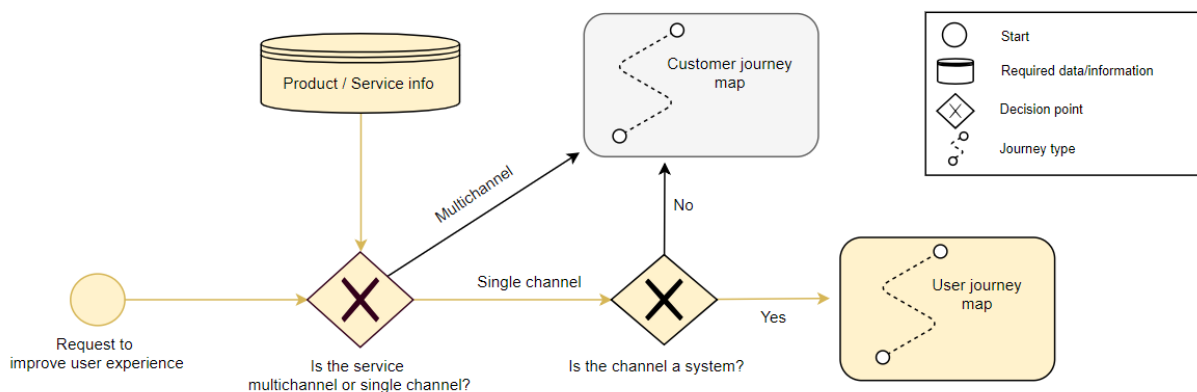 Product / Service info
Customer journey
map
Start
Required data/information
Decision point
Journey type
Multichannel
No
Single channel
Yes
User journey
map
Request to
improve user experience
Is the service
multichannel or single channel?
Is the channel a system?